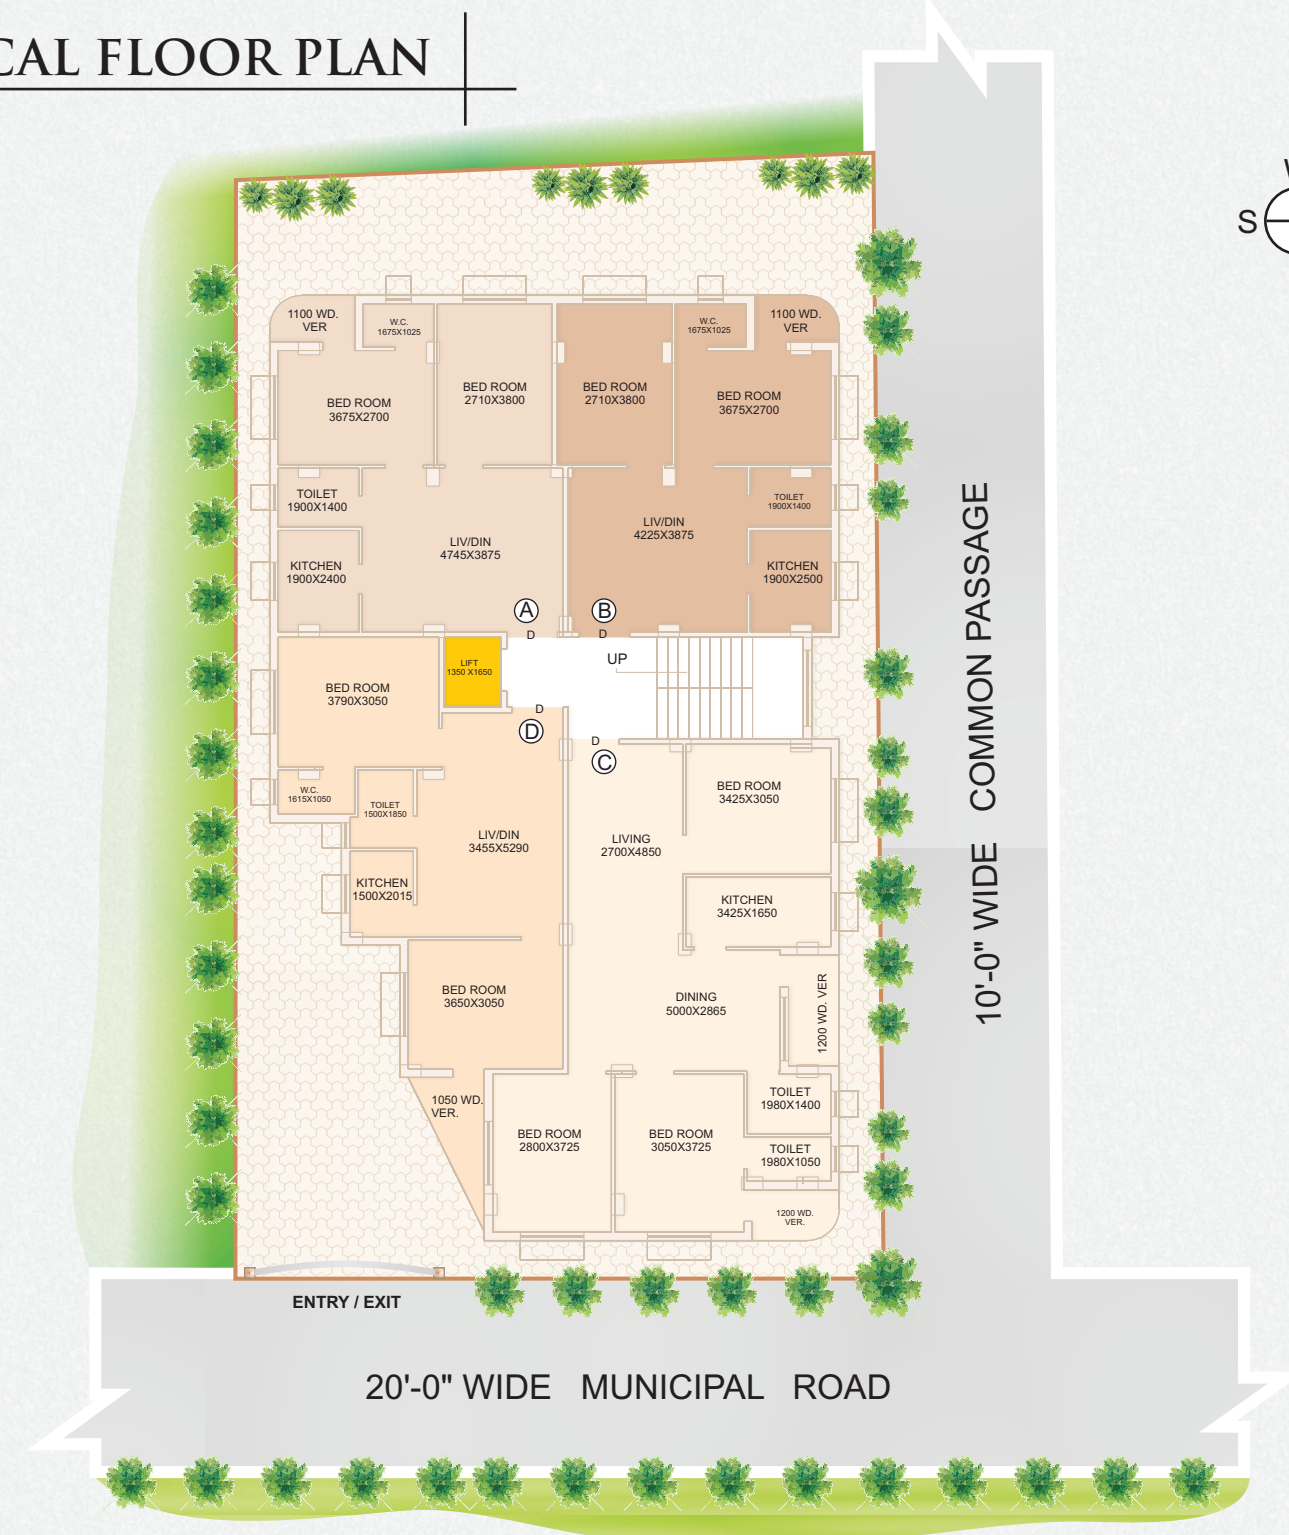 CAL FLOOR PLAN
S
1100 WD.
VER
W.C.
1675X1025
W.C.
1675X1025
1100 WD.
VER
BED ROOM
3675X2700
BED ROOM
2710X3800
BED ROOM
2710X3800
BED ROOM
3675X2700
TOILET
1900X1400
LIV/DIN
4745X3875
LIV/DIN
4225X3875
TOILET
1900X1400
KITCHEN
1900X2400
KITCHEN
1900X2500
A
B
D
D
UP
LIFT
1350 X1650
BED ROOM
3790X3050
D
D
D
C
W.C.
1615X1050
TOILET
1500X1850
LIV/DIN
3455X5290
LIVING
2700X4850
BED ROOM
3425X3050
KITCHEN
1500X2015
KITCHEN
3425X1650
BED ROOM
3650X3050
DINING
5000X2865
1200 WD. VER
1050 WD.
VER.
BED ROOM
2800X3725
BED ROOM
3050X3725
TOILET
1980X1400
TOILET
1980X1050
1200 WD.
VER.
10'-0" WIDE COMMON PASSAGE
ENTRY / EXIT
20'-0" WIDE MUNICIPAL ROAD